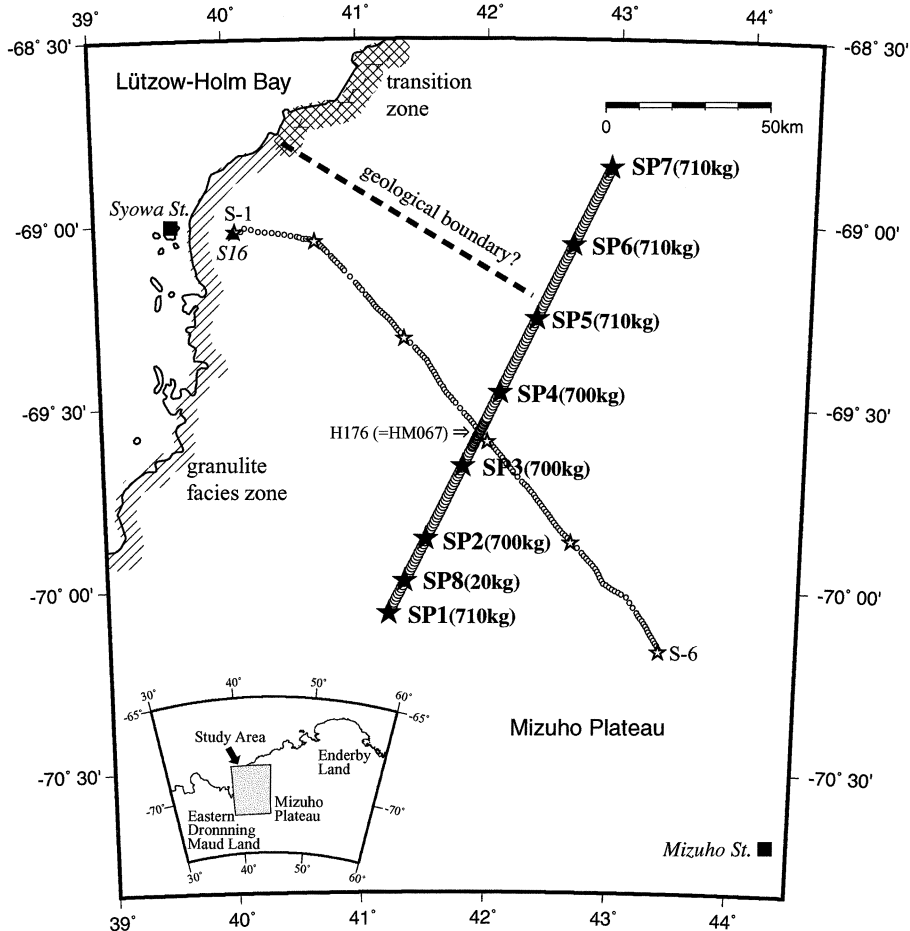 39° 40° 41° 42° 43° 44°
-68° 30' -68° 30'
Lützow-Holm Bay
transition
zone
0 50km
SP7(710kg)
geological boundary?
Syowa St.
S-1
S16
-69° 00' -69° 00'
SP6(710kg)
SP5(710kg)
SP4(700kg)
-69° 30' -69° 30'
H176 (=HM067) ⇒
SP3(700kg)
granulite
facies zone
SP2(700kg)
SP8(20kg)
-70° 00' -70° 00'
SP1(710kg)
S-6
Mizuho Plateau
30° 40° 50° 60°
-65° -65°
Study Area
Enderby
Land
-70° 30' -70° 30'
-70° -70°
Mizuho
Plateau
Eastern
Dronnning
Maud Land
30° 40° 50° 60°
Mizuho St.
39° 40° 41° 42° 43° 44°